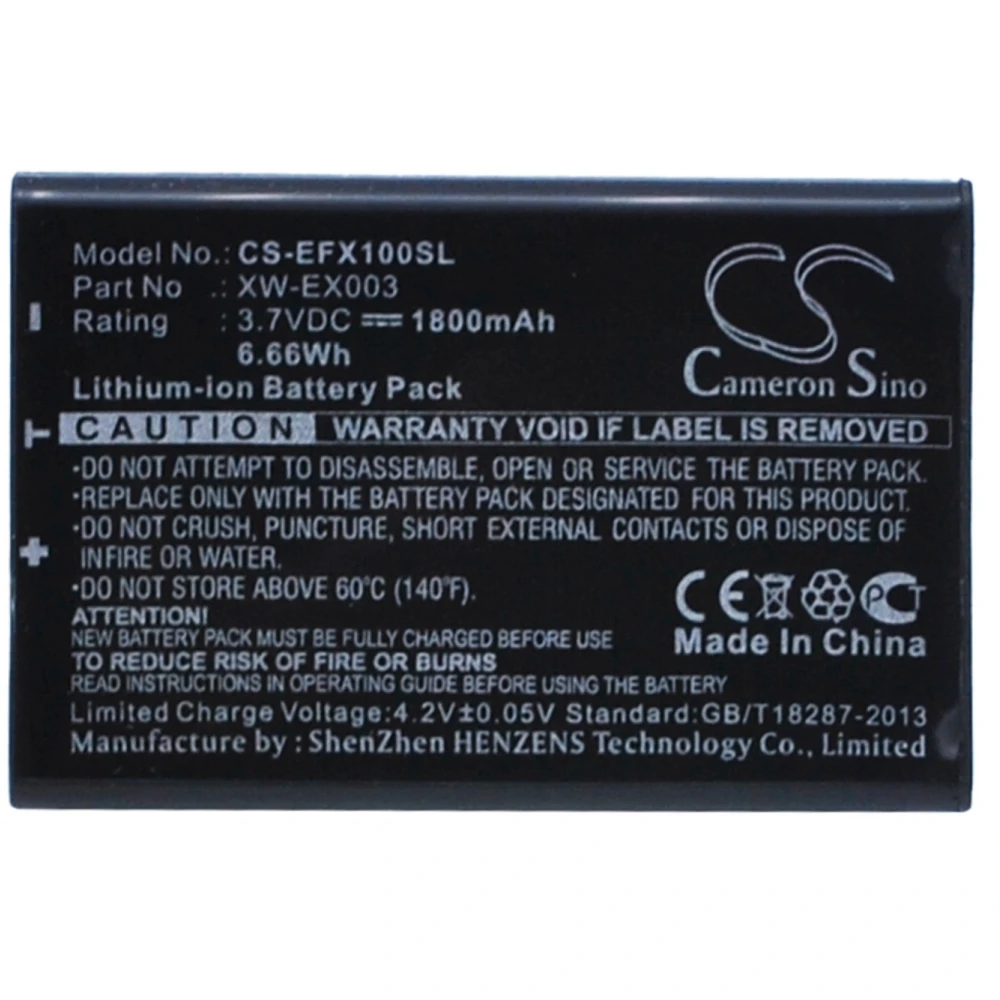 Model No.: CS-EFX100SL
Part No .: XW-EX003
Rating : 3.7VDC ⎓ 1800mAh
6.66Wh
Lithium-ion Battery Pack
CS
Cameron Sino
CAUTION WARRANTY VOID IF LABEL IS REMOVED
·DO NOT ATTEMPT TO DISASSEMBLE, OPEN OR SERVICE THE BATTERY PACK.
·REPLACE ONLY WITH THE BATTERY PACK DESIGNATED FOR THIS PRODUCT.
·DO NOT CRUSH, PUNCTURE, SHORT EXTERNAL CONTACTS OR DISPOSE OF
INFIRE OR WATER.
·DO NOT STORE ABOVE 60°C (140°F).
ATTENTION!
NEW BATTERY PACK MUST BE FULLY CHARGED BEFORE USE
TO REDUCE RISK OF FIRE OR BURNS
READ INSTRUCTIONS IN OPERATING GUIDE BEFORE USING THE BATTERY
CE PCT
Made In China
Limited Charge Voltage:4.2V±0.05V Standard:GB/T18287-2013
Manufacture by : ShenZhen HENZENS Technology Co., Limited
- T +